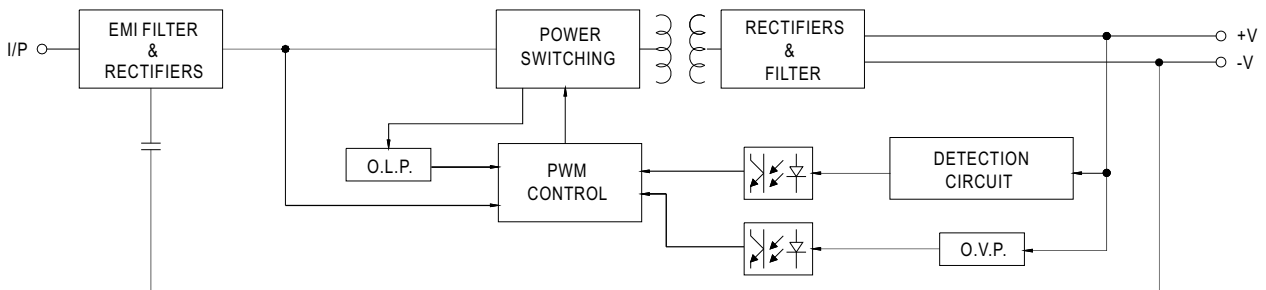 I/P
EMI FILTER
&
RECTIFIERS
POWER
SWITCHING
RECTIFIERS
&
FILTER
+V
-V
O.L.P.
PWM
CONTROL
DETECTION
CIRCUIT
O.V.P.